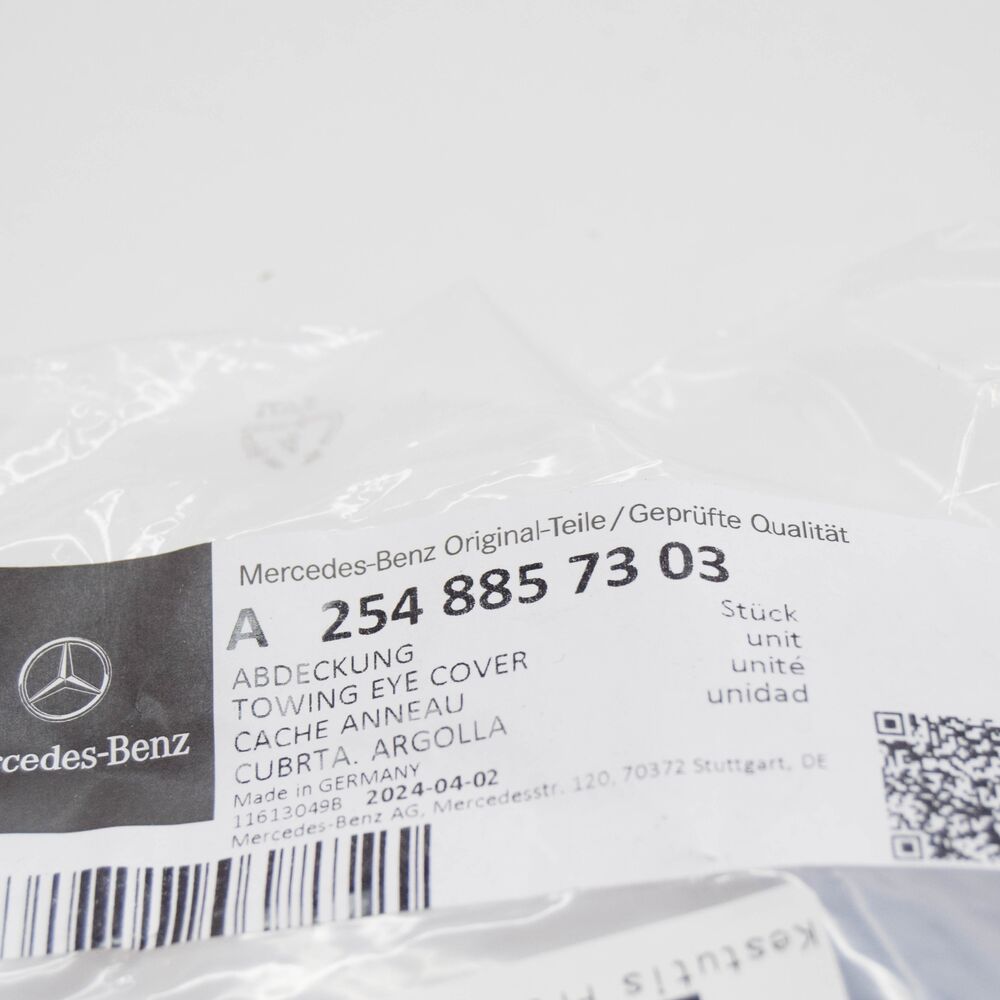 Mercedes-Benz Original-Teile / Geprüfte Qualität
A 254 885 73 03
Stück
unit
unité
unidad
ABDECKUNG
TOWING EYE COVER
CACHE ANNEAU
CUBRTA. ARGOLLA
Made in GERMANY
11613049B 2024-04-02
Mercedes-Benz AG, Mercedesstr. 120, 70372 Stuttgart, DE
rcedes-Benz
Kestutis